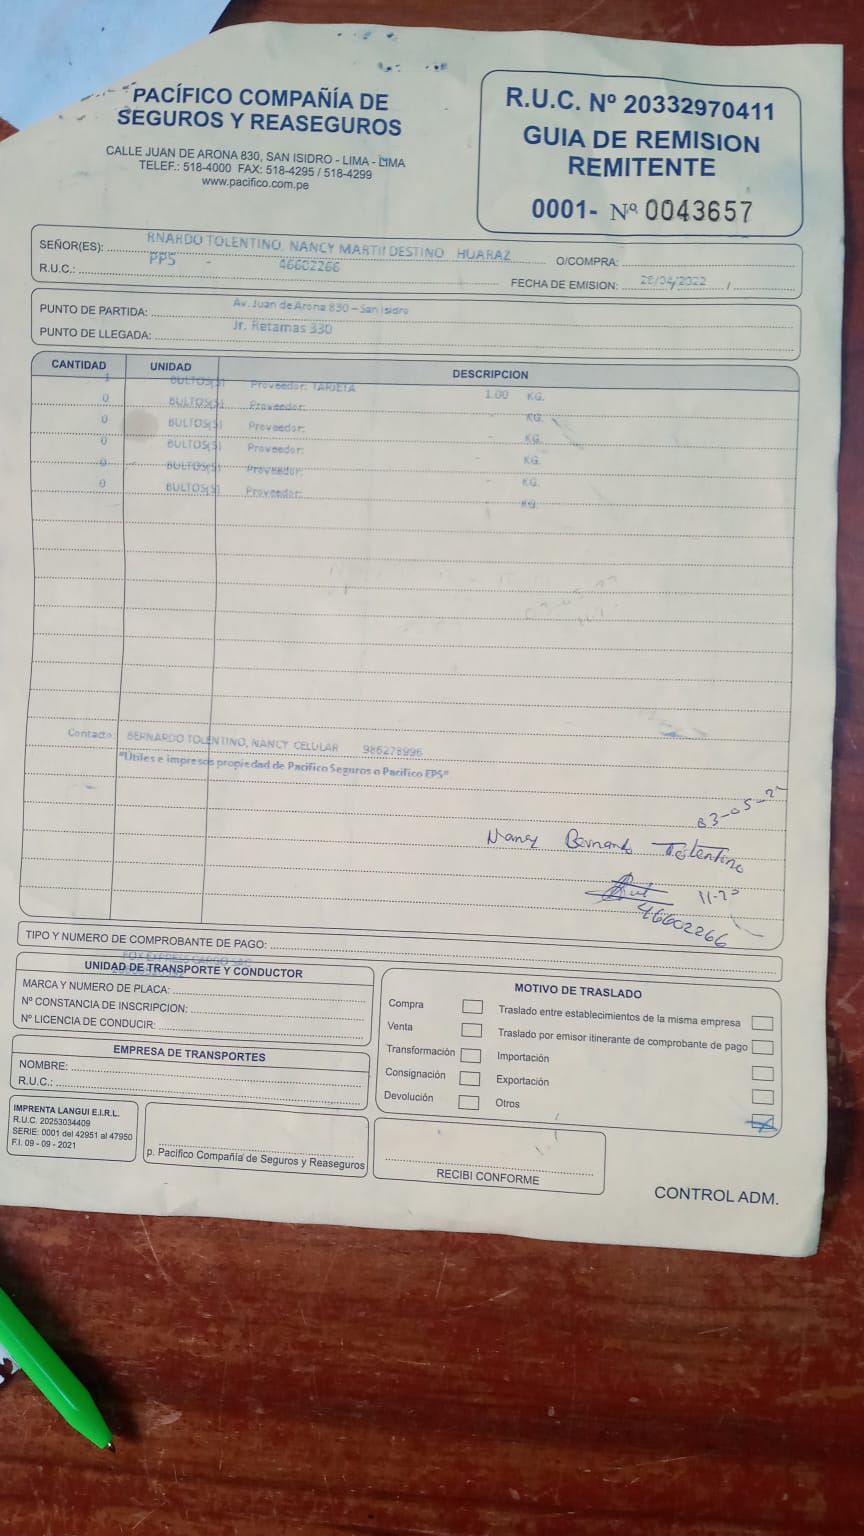 PACÍFICO COMPAÑÍA DE
SEGUROS Y REASEGUROS
CALLE JUAN DE ARONA 830, SAN ISIDRO - LIMA - LIMA
TELEF.: 518-4000 FAX: 518-4295 / 518-4299
www.pacifico.com.pe
R.U.C. Nº 20332970411
GUIA DE REMISION
REMITENTE
0001- Nº 0043657
SEÑOR(ES): RNARDO TOLENTINO, NANCY MARTII DESTINO HUARAZ O/COMPRA:
R.U.C.: PPS - 46602266 FECHA DE EMISION: 28/04/2022 /
PUNTO DE PARTIDA: Av. Juan de Arona 830 – San Isidro
PUNTO DE LLEGADA: Jr. Retamas 330
CANTIDAD UNIDAD DESCRIPCION
1 BULTOS(S) Proveedor: TARJETA 1.00 KG.
0 BULTOS(S) Proveedor: - KG.
0 BULTOS(S) Proveedor: - KG.
0 BULTOS(S) Proveedor: - KG.
0 BULTOS(S) Proveedor: - KG.
0 BULTOS(S) Proveedor: - KG.
Contacto: BERNARDO TOLENTINO, NANCY CELULAR 986278996
"Utiles e impresos propiedad de Pacifico Seguros o Pacifico EPS"
03-05-22
Nancy Bernardo Tolentino
46602266
TIPO Y NUMERO DE COMPROBANTE DE PAGO:
FOX EXPRESS CARGO SAC
UNIDAD DE TRANSPORTE Y CONDUCTOR
MARCA Y NUMERO DE PLACA:
Nº CONSTANCIA DE INSCRIPCION:
Nº LICENCIA DE CONDUCIR:
EMPRESA DE TRANSPORTES
NOMBRE:
R.U.C.:
MOTIVO DE TRASLADO
Compra Traslado entre establecimientos de la misma empresa
Venta Traslado por emisor itinerante de comprobante de pago
Transformación Importación
Consignación Exportación
Devolución Otros
IMPRENTA LANGUI E.I.R.L.
R.U.C. 20253034409
SERIE: 0001 del 42951 al 47950
F.I. 09 - 09 - 2021
p. Pacífico Compañía de Seguros y Reaseguros
RECIBI CONFORME
CONTROL ADM.